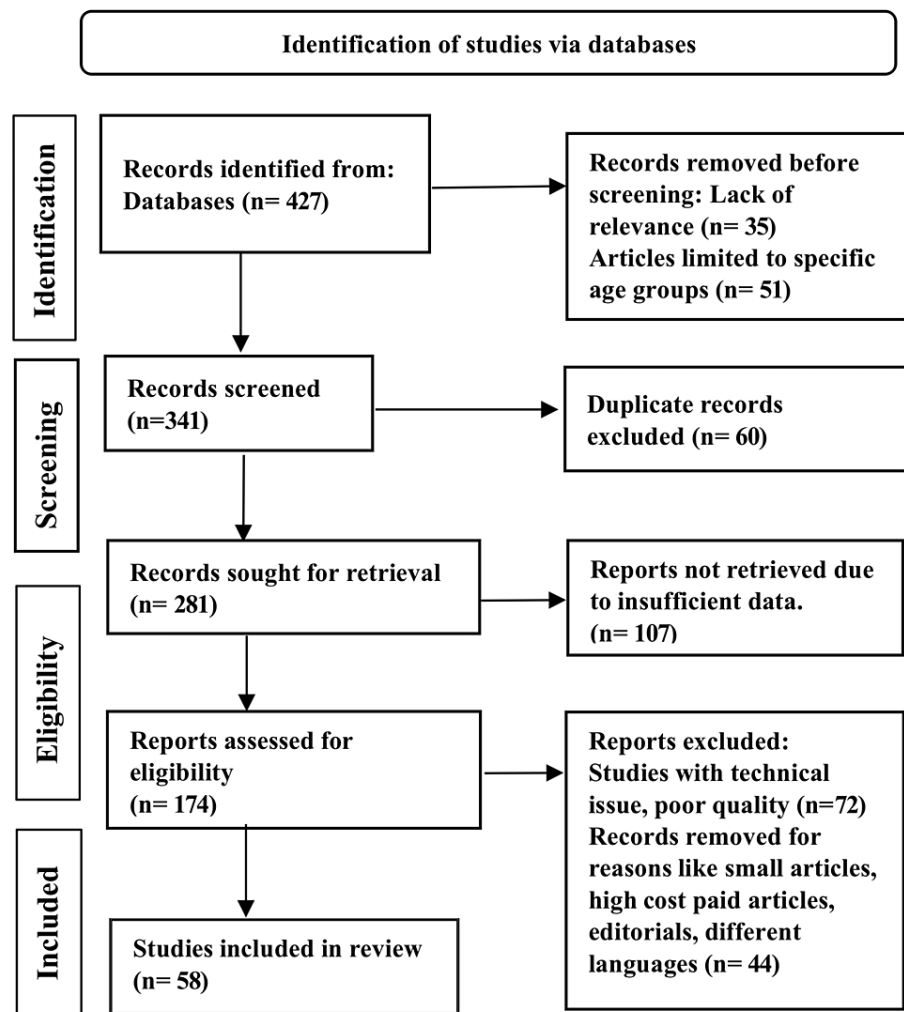 Identification of studies via databases
Identification
Records identified from:
Databases (n= 427)
Records removed before
screening: Lack of
relevance (n= 35)
Articles limited to specific
age groups (n= 51)
Screening
Records screened
(n=341)
Duplicate records
excluded (n= 60)
Eligibility
Records sought for retrieval
(n= 281)
Reports not retrieved due
to insufficient data.
(n= 107)
Reports assessed for
eligibility
(n= 174)
Reports excluded:
Studies with technical
issue, poor quality (n=72)
Records removed for
reasons like small articles,
high cost paid articles,
editorials, different
languages (n= 44)
Included
Studies included in review
(n= 58)